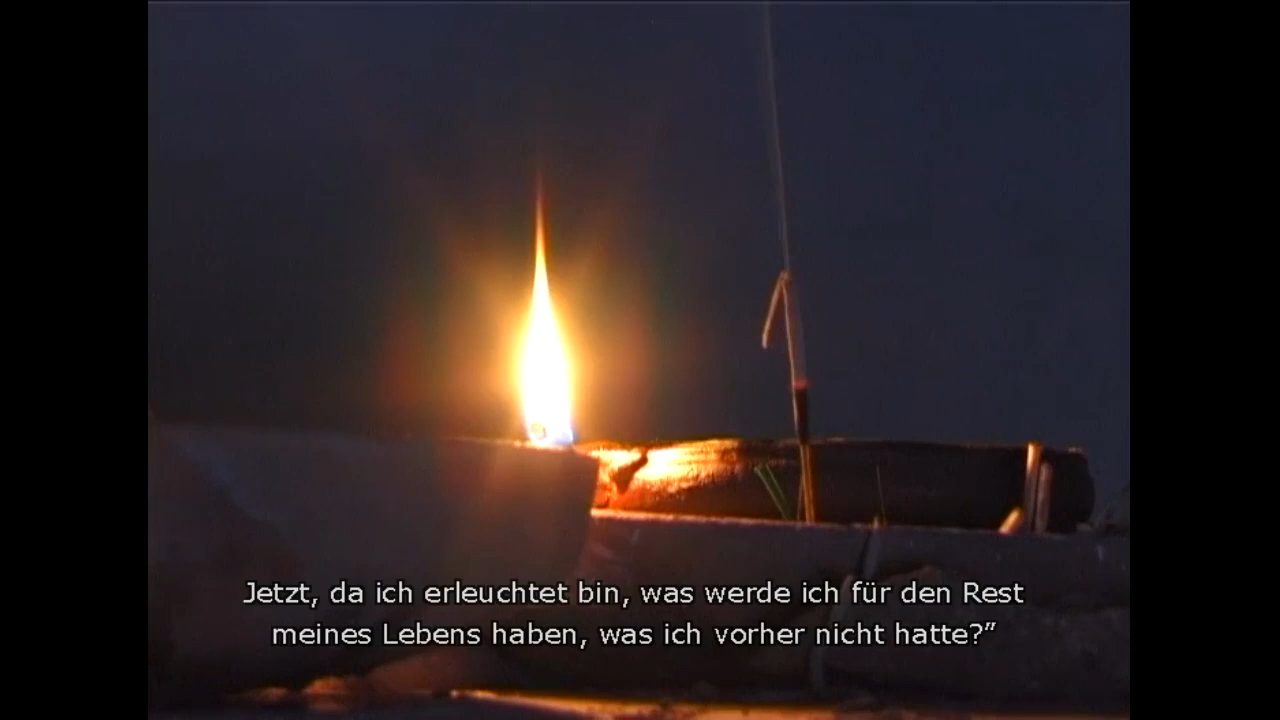 Jetzt, da ich erleuchtet bin, was werde ich für den Rest
meines Lebens haben, was ich vorher nicht hatte?”